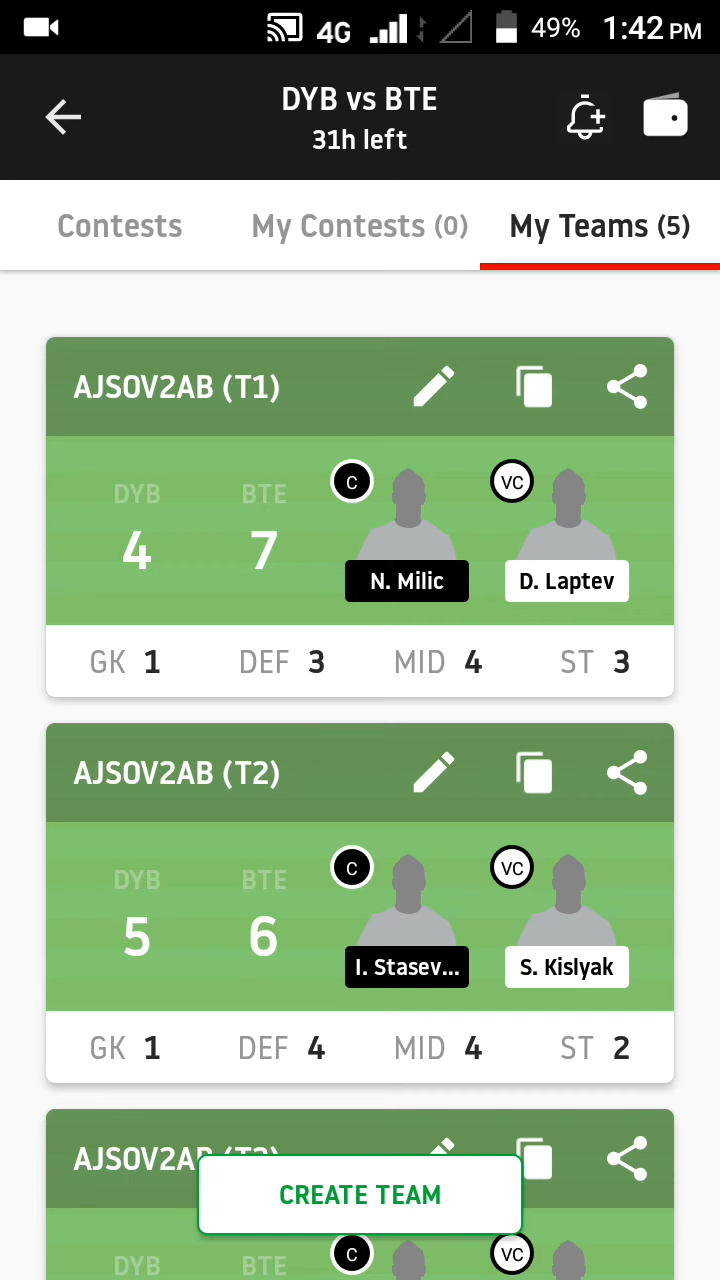 4G 49% 1:42 PM
DYB vs BTE
31h left
Contests My Contests (0) My Teams (5)
AJSOV2AB (T1)
DYB BTE C VC
4 7
N. Milic D. Laptev
GK 1 DEF 3 MID 4 ST 3
AJSOV2AB (T2)
DYB BTE C VC
5 6
I. Stasev... S. Kislyak
GK 1 DEF 4 MID 4 ST 2
CREATE TEAM
DYB BTE C VC